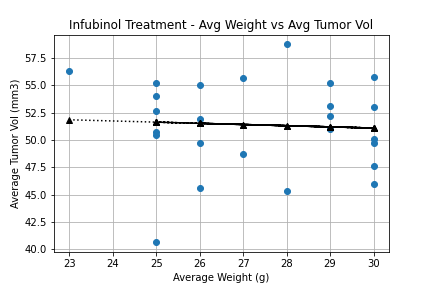 Infubinol Treatment - Avg Weight vs Avg Tumor Vol
Average Tumor Vol (mm3)
57.5
55.0
52.5
50.0
47.5
45.0
42.5
40.0
23 24 25 26 27 28 29 30
Average Weight (g)